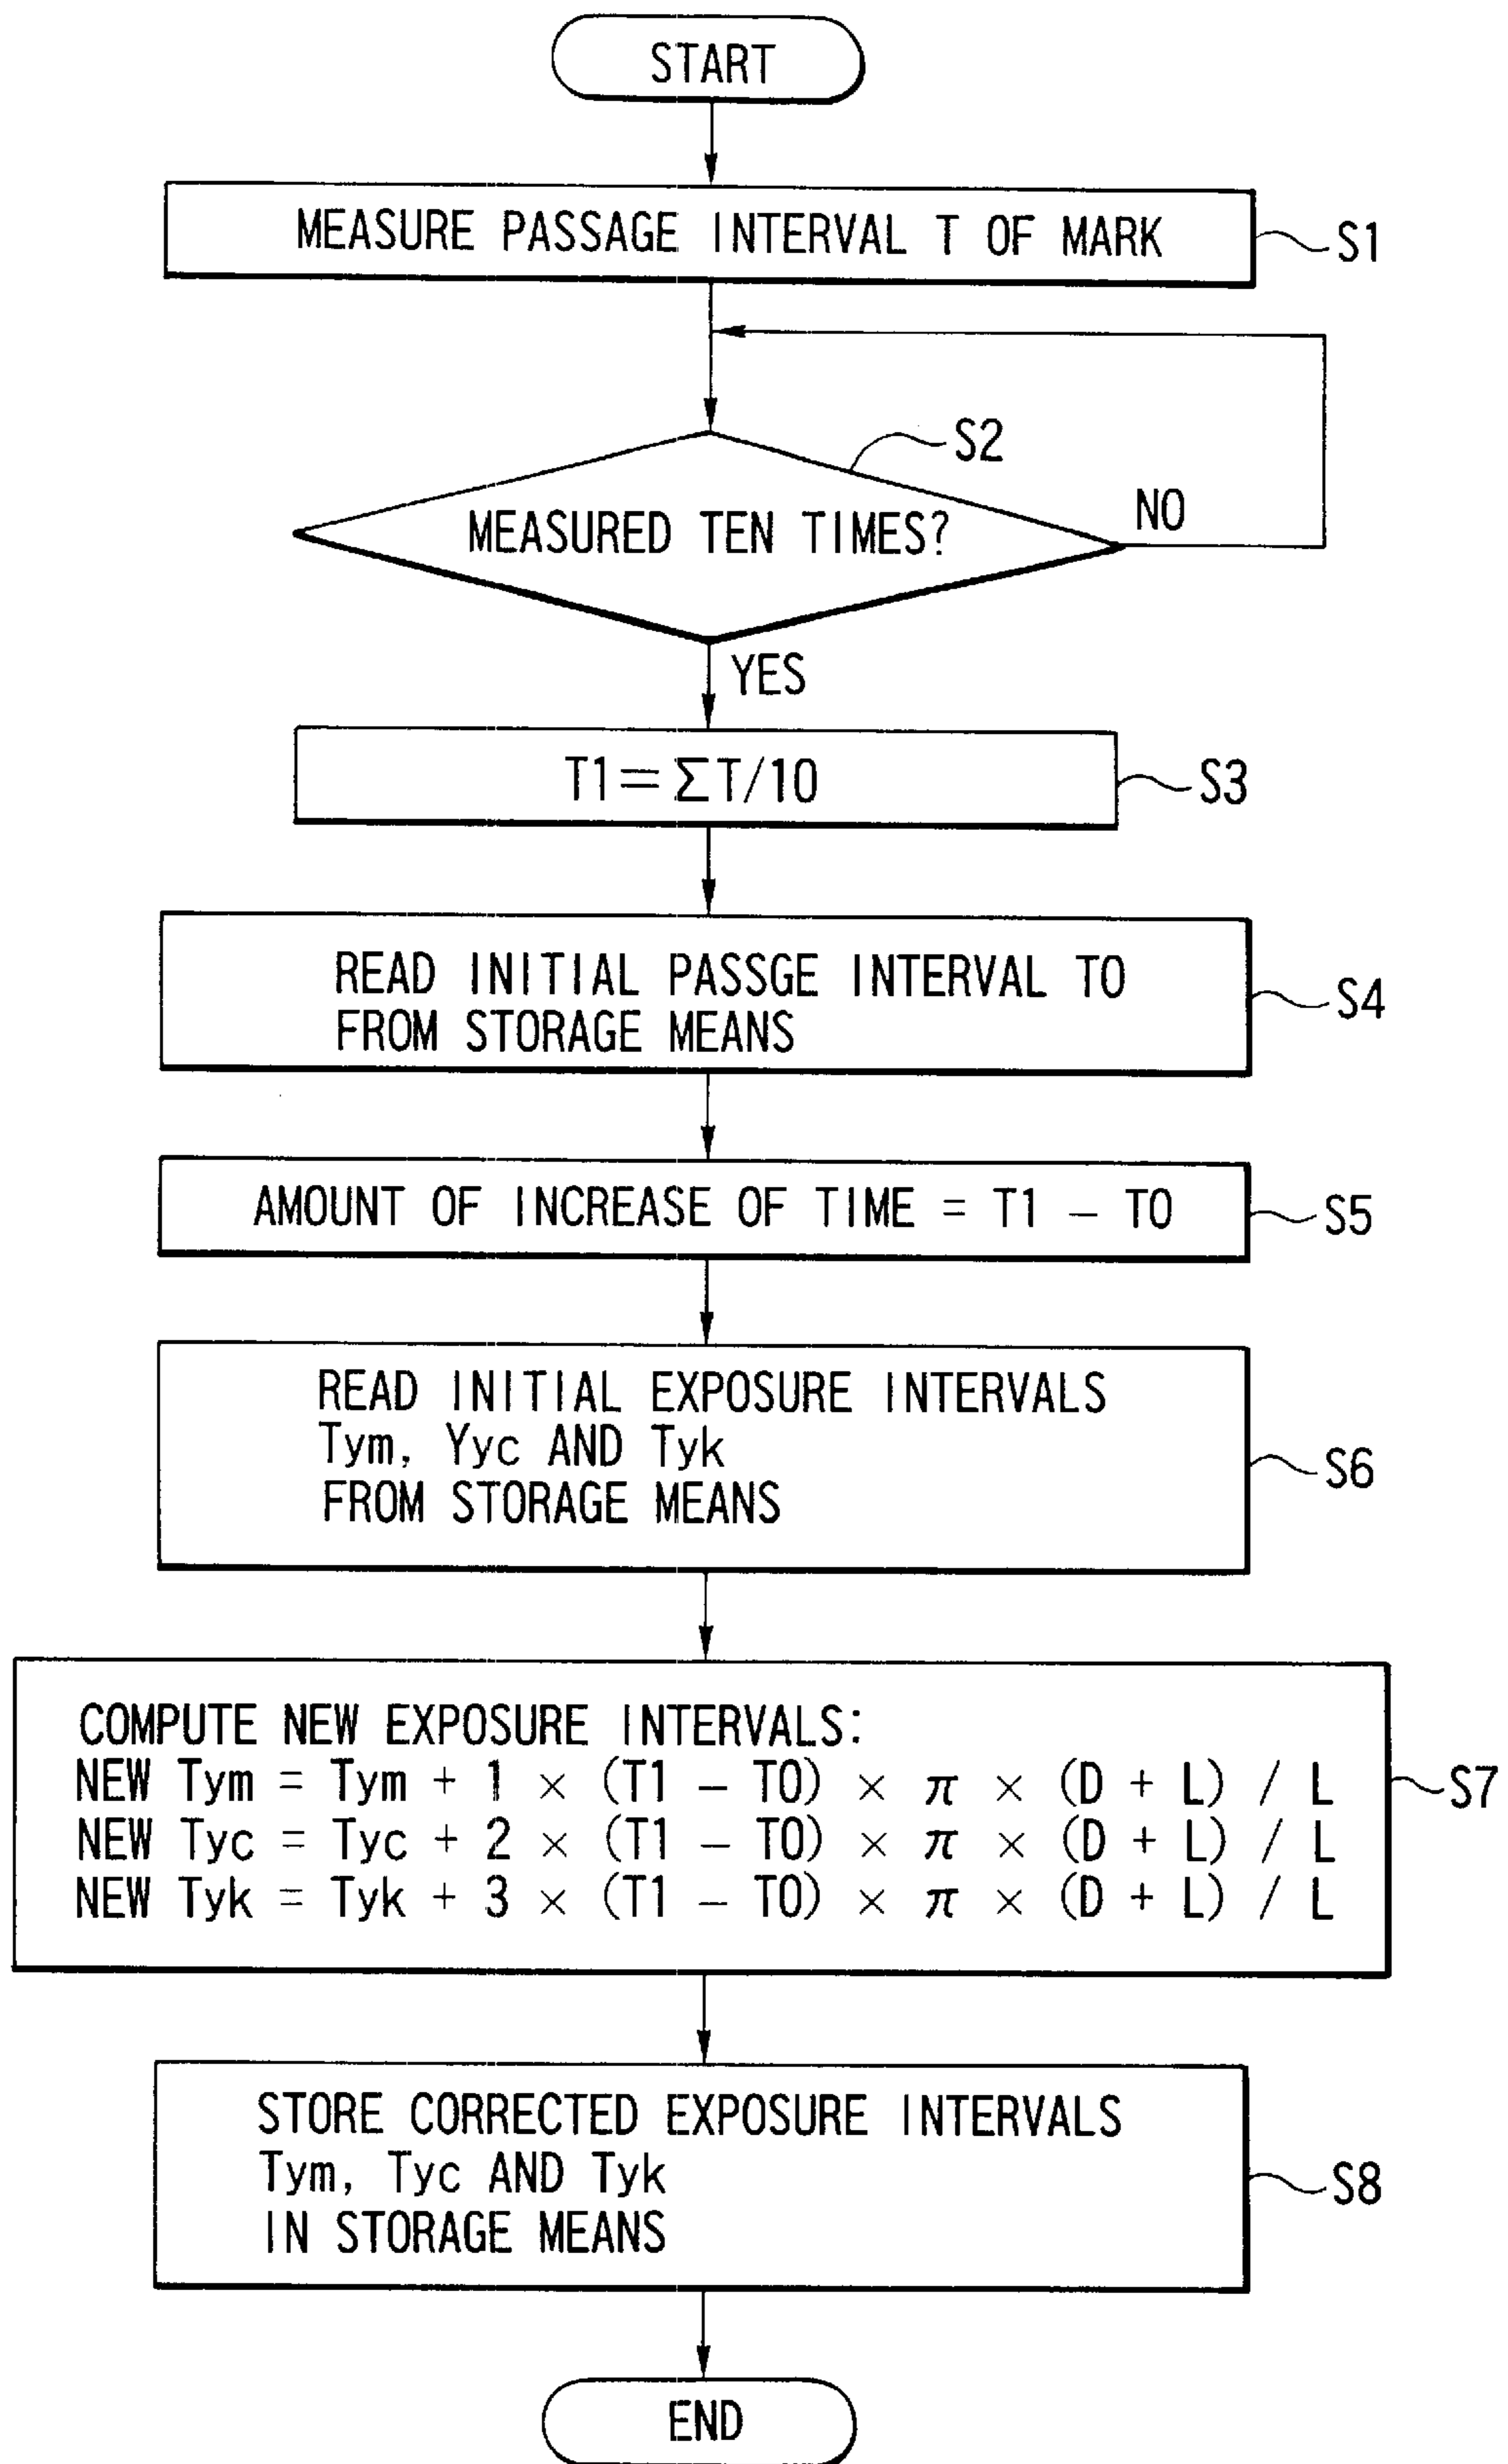 START
MEASURE PASSAGE INTERVAL T OF MARK
S1
S2
MEASURED TEN TIMES?
NO
YES
T1=ΣT/10
S3
READ INITIAL PASSGE INTERVAL T0
FROM STORAGE MEANS
S4
AMOUNT OF INCREASE OF TIME = T1 − T0
S5
READ INITIAL EXPOSURE INTERVALS
Tym, Yyc AND Tyk
FROM STORAGE MEANS
S6
COMPUTE NEW EXPOSURE INTERVALS:
NEW Tym = Tym + 1 × (T1 − T0) × π × (D + L) / L
NEW Tyc = Tyc + 2 × (T1 − T0) × π × (D + L) / L
NEW Tyk = Tyk + 3 × (T1 − T0) × π × (D + L) / L
S7
STORE CORRECTED EXPOSURE INTERVALS
Tym, Tyc AND Tyk
IN STORAGE MEANS
S8
END